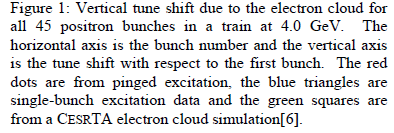 Figure 1: Vertical tune shift due to the electron cloud for
all 45 positron bunches in a train at 4.0 GeV. The
horizontal axis is the bunch number and the vertical axis
is the tune shift with respect to the first bunch. The red
dots are from pinged excitation, the blue triangles are
single-bunch excitation data and the green squares are
from a CESRTA electron cloud simulation[6].